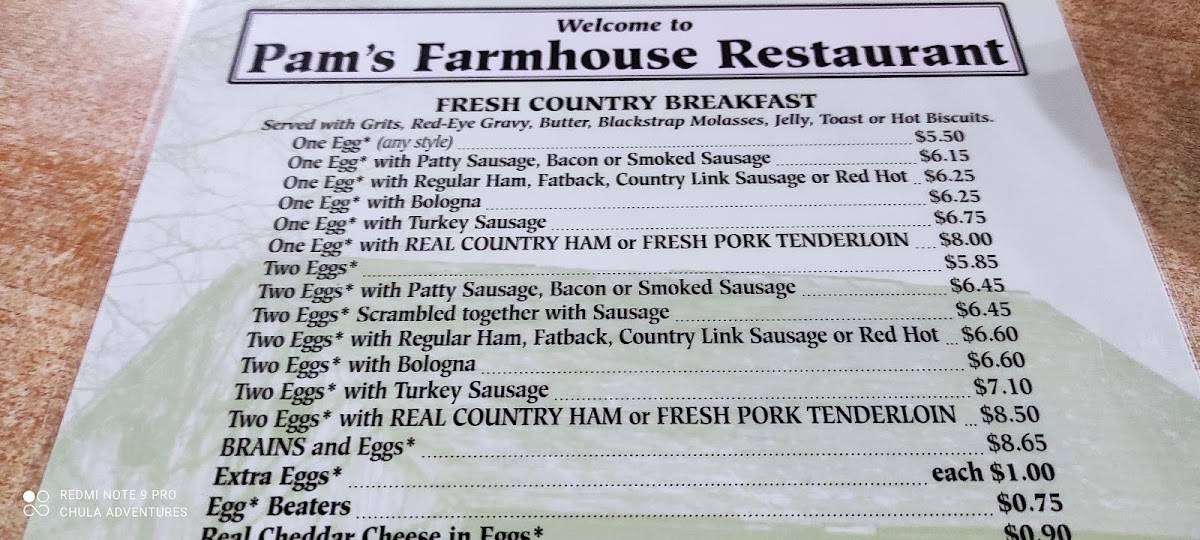 Welcome to
Pam's Farmhouse Restaurant
FRESH COUNTRY BREAKFAST
Served with Grits, Red-Eye Gravy, Butter, Blackstrap Molasses, Jelly, Toast or Hot Biscuits.
One Egg* (any style) $5.50
One Egg* with Patty Sausage, Bacon or Smoked Sausage $6.15
One Egg* with Regular Ham, Fatback, Country Link Sausage or Red Hot $6.25
One Egg* with Bologna $6.25
One Egg* with Turkey Sausage $6.75
One Egg* with REAL COUNTRY HAM or FRESH PORK TENDERLOIN $8.00
Two Eggs* $5.85
Two Eggs* with Patty Sausage, Bacon or Smoked Sausage $6.45
Two Eggs* Scrambled together with Sausage $6.45
Two Eggs* with Regular Ham, Fatback, Country Link Sausage or Red Hot $6.60
Two Eggs* with Bologna $6.60
Two Eggs* with Turkey Sausage $7.10
Two Eggs* with REAL COUNTRY HAM or FRESH PORK TENDERLOIN $8.50
BRAINS and Eggs* $8.65
Extra Eggs* each $1.00
Egg* Beaters $0.75
Real Cheddar Cheese in Eggs* $0.90
REDMI NOTE 9 PRO
CHULA ADVENTURES